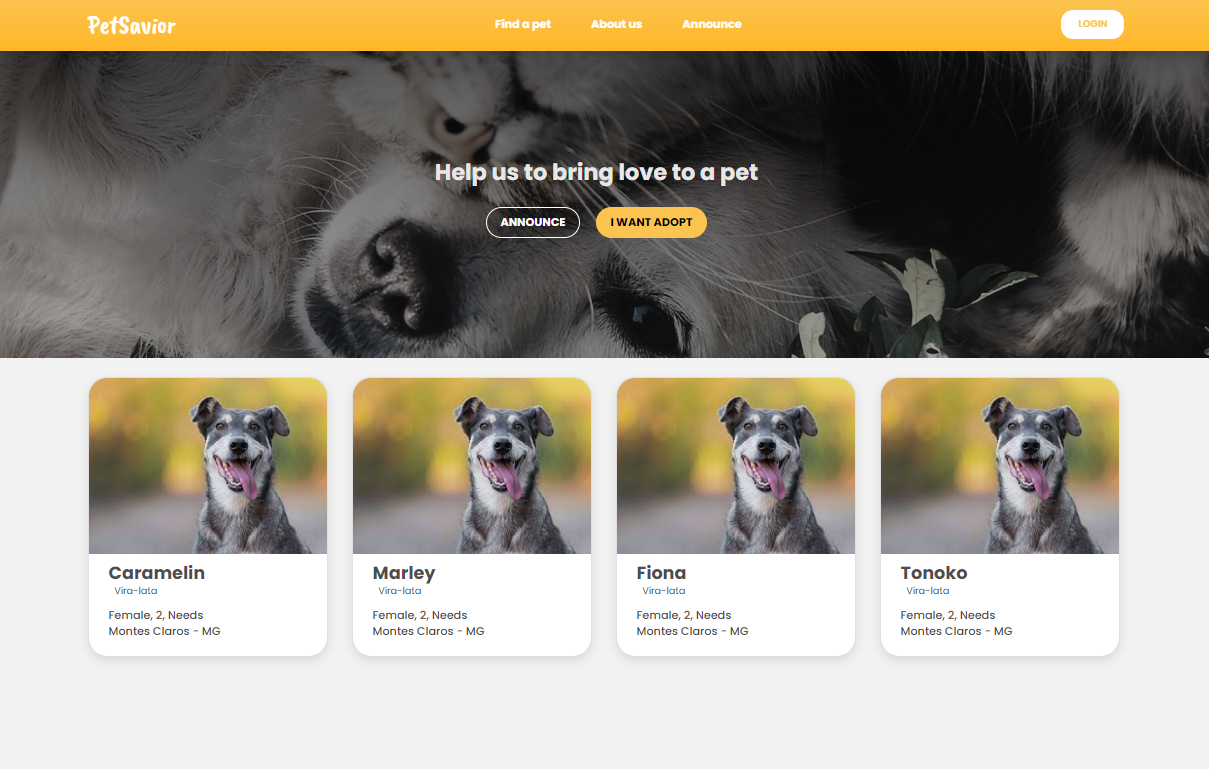 PetSavior
Find a pet
About us
Announce
LOGIN
Help us to bring love to a pet
ANNOUNCE
I WANT ADOPT
Caramelin
Vira-lata
Female, 2, Needs
Montes Claros - MG
Marley
Vira-lata
Female, 2, Needs
Montes Claros - MG
Fiona
Vira-lata
Female, 2, Needs
Montes Claros - MG
Tonoko
Vira-lata
Female, 2, Needs
Montes Claros - MG